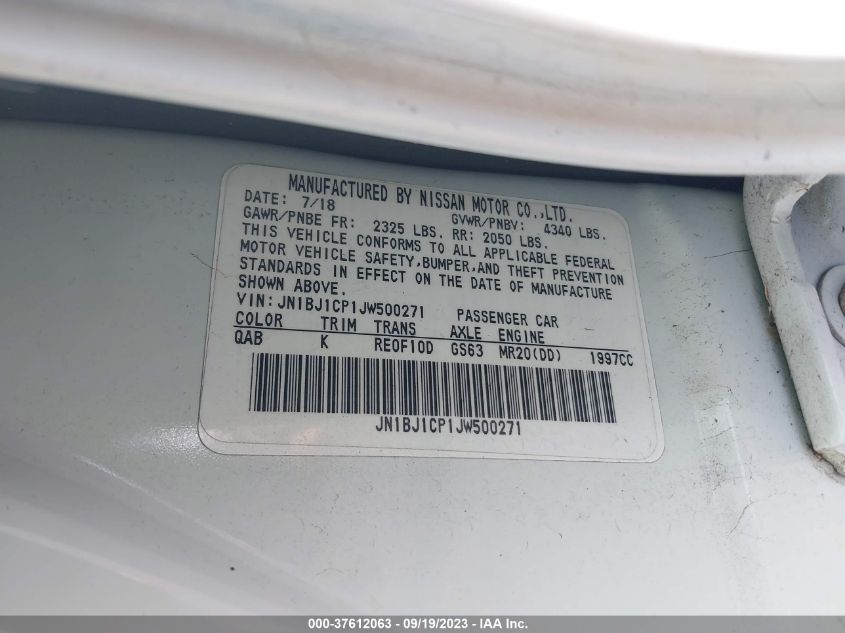 MANUFACTURED BY NISSAN MOTOR CO.,LTD.
DATE: 7/18 GVWR/PNBV: 4340 LBS.
GAWR/PNBE FR: 2325 LBS. RR: 2050 LBS.
THIS VEHICLE CONFORMS TO ALL APPLICABLE FEDERAL
MOTOR VEHICLE SAFETY,BUMPER,AND THEFT PREVENTION
STANDARDS IN EFFECT ON THE DATE OF MANUFACTURE
SHOWN ABOVE.
VIN: JN1BJ1CP1JW500271 PASSENGER CAR
COLOR TRIM TRANS AXLE ENGINE
QAB K RE0F10D GS63 MR20(DD) 1997CC
JN1BJ1CP1JW500271
000-37612063 - 09/19/2023 - IAA Inc.